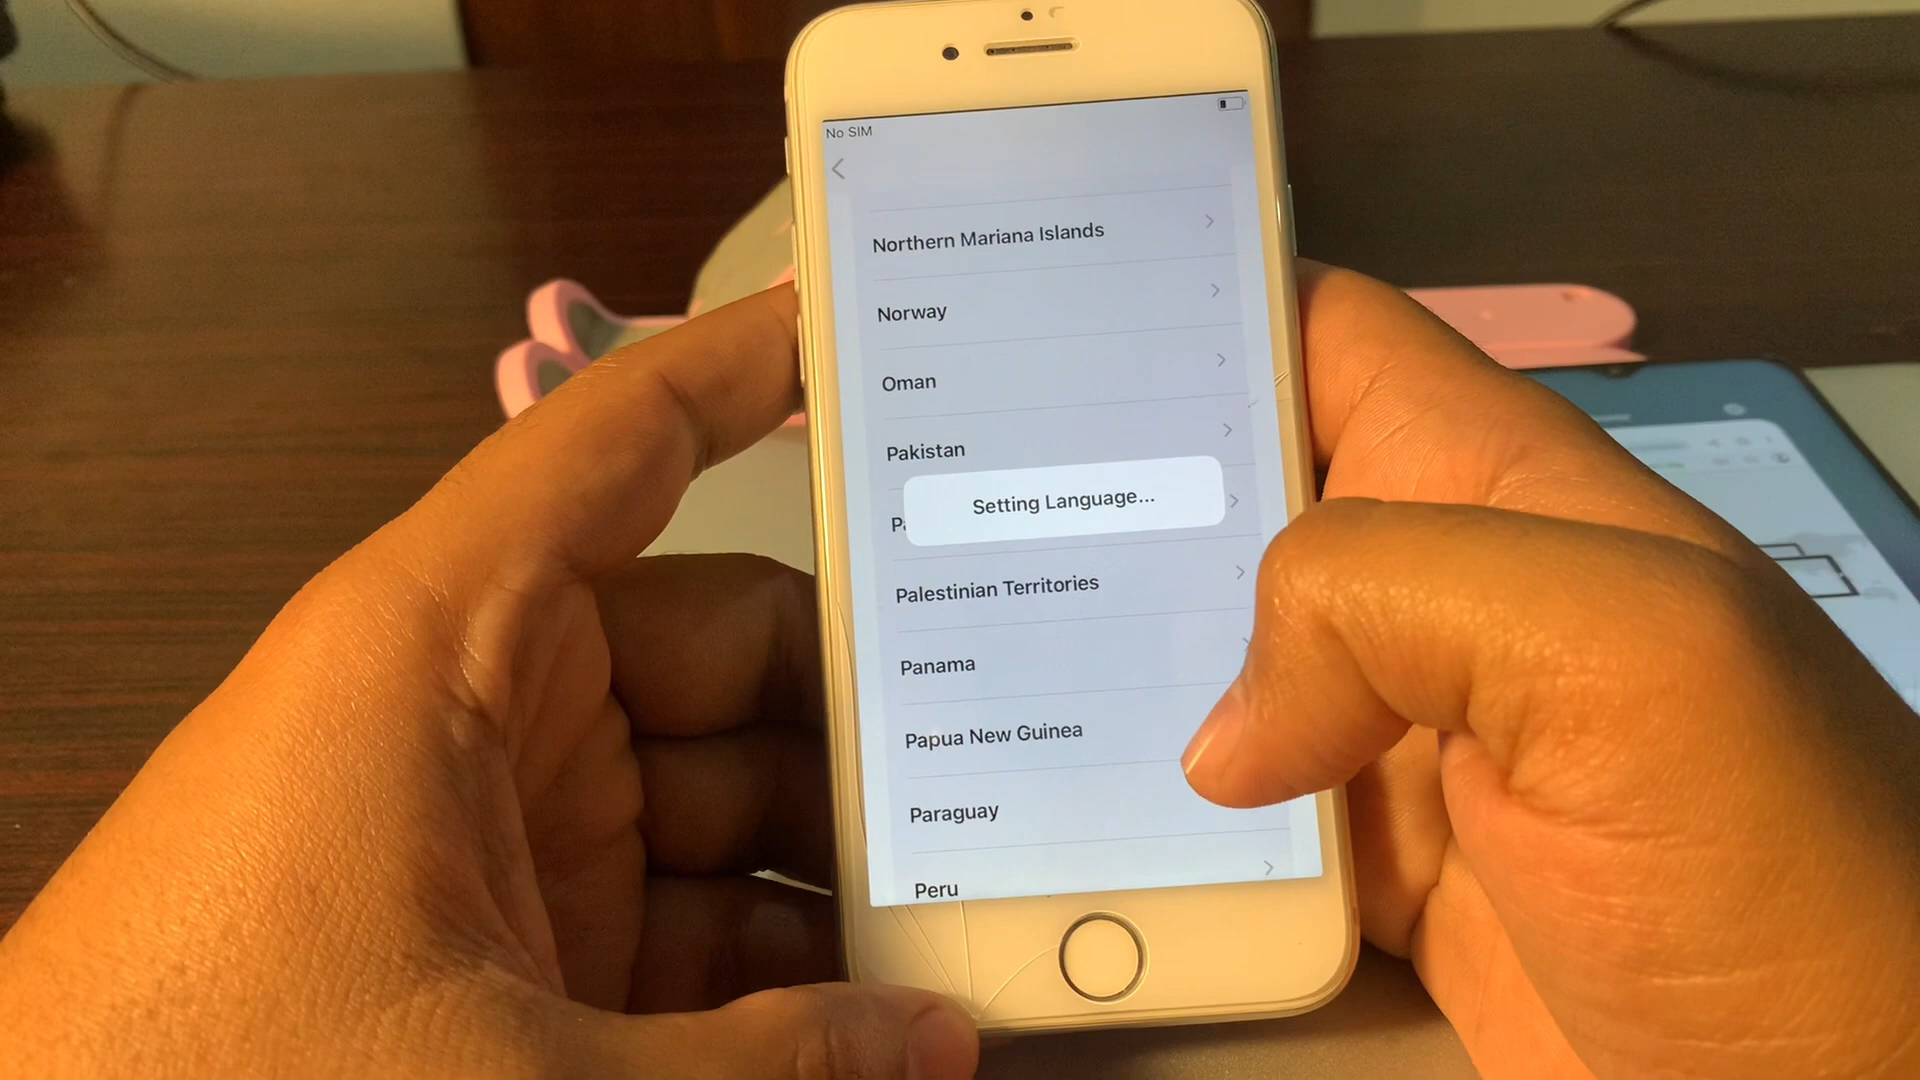 No SIM
Northern Mariana Islands
Norway
Oman
Pakistan
Setting Language...
Palestinian Territories
Panama
Papua New Guinea
Paraguay
Peru